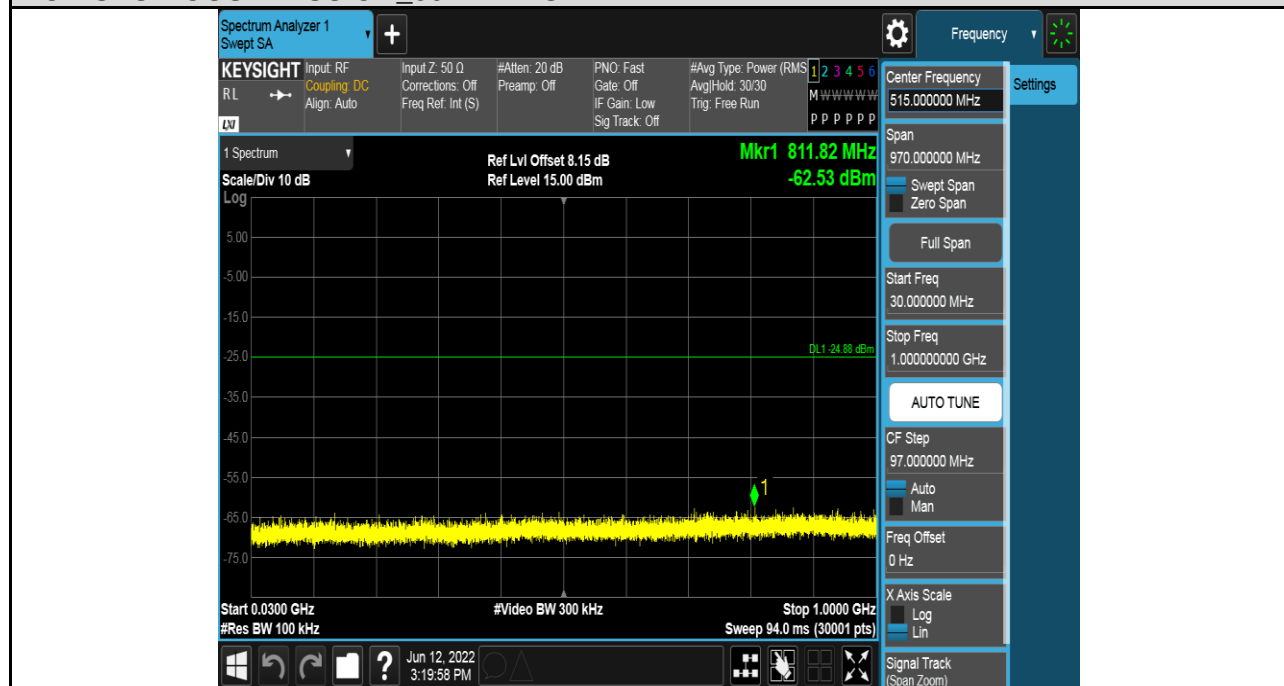 Spectrum Analyzer 1
Swept SA
+
Frequency
KEYSIGHT
RL
LXI
Input: RF
Coupling: DC
Align: Auto
Input Z: 50 Ω
Corrections: Off
Freq Ref: Int (S)
#Atten: 20 dB
Preamp: Off
PNO: Fast
Gate: Off
IF Gain: Low
Sig Track: Off
#Avg Type: Power (RMS
Avg|Hold: 30/30
Trig: Free Run
1 2 3 4 5 6
M W W W W W
P P P P P P
1 Spectrum
Scale/Div 10 dB
Ref Lvl Offset 8.15 dB
Ref Level 15.00 dBm
Mkr1 811.82 MHz
-62.53 dBm
Log
5.00
-5.00
-15.0
-25.0
-35.0
-45.0
-55.0
-65.0
-75.0
DL1 -24.88 dBm
1
Start 0.0300 GHz
#Res BW 100 kHz
#Video BW 300 kHz
Stop 1.0000 GHz
Sweep 94.0 ms (30001 pts)
?
Jun 12, 2022
3:19:58 PM
Center Frequency
515.000000 MHz
Span
970.000000 MHz
Swept Span
Zero Span
Full Span
Start Freq
30.000000 MHz
Stop Freq
1.000000000 GHz
AUTO TUNE
CF Step
97.000000 MHz
Auto
Man
Freq Offset
0 Hz
X Axis Scale
Log
Lin
Signal Track
(Span Zoom)
Settings